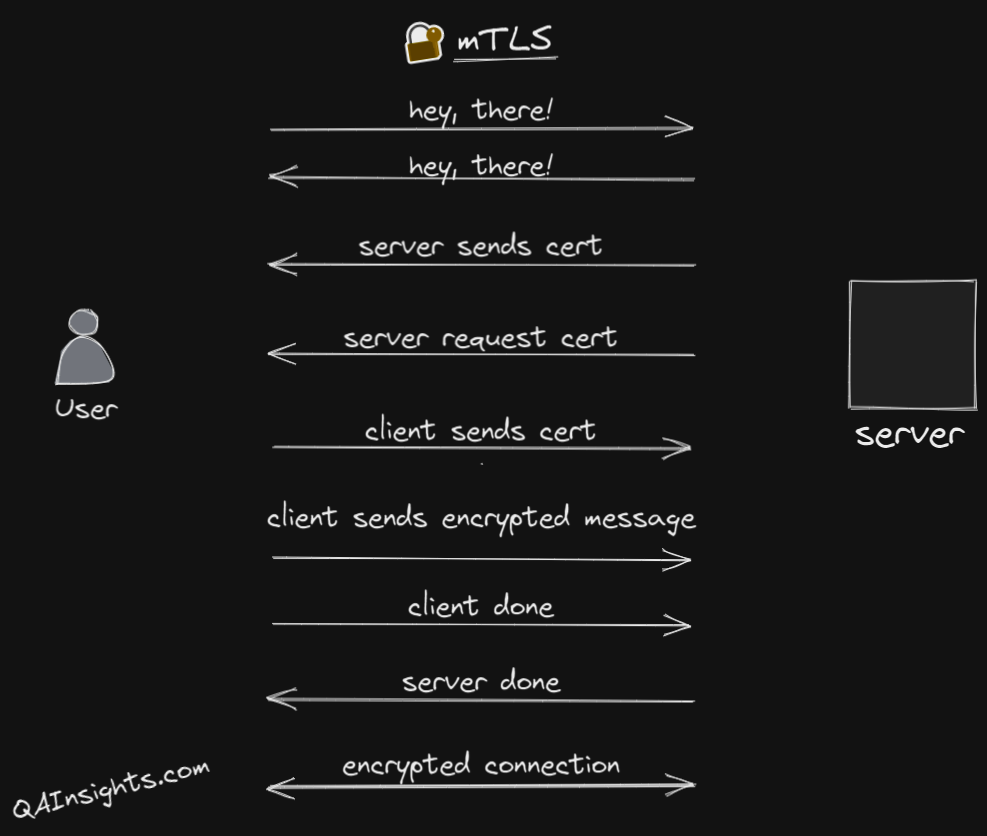 mTLS
hey, there!
hey, there!
server sends cert
server request cert
User
client sends cert
server
client sends encrypted message
client done
server done
encrypted connection
QAInsights.com